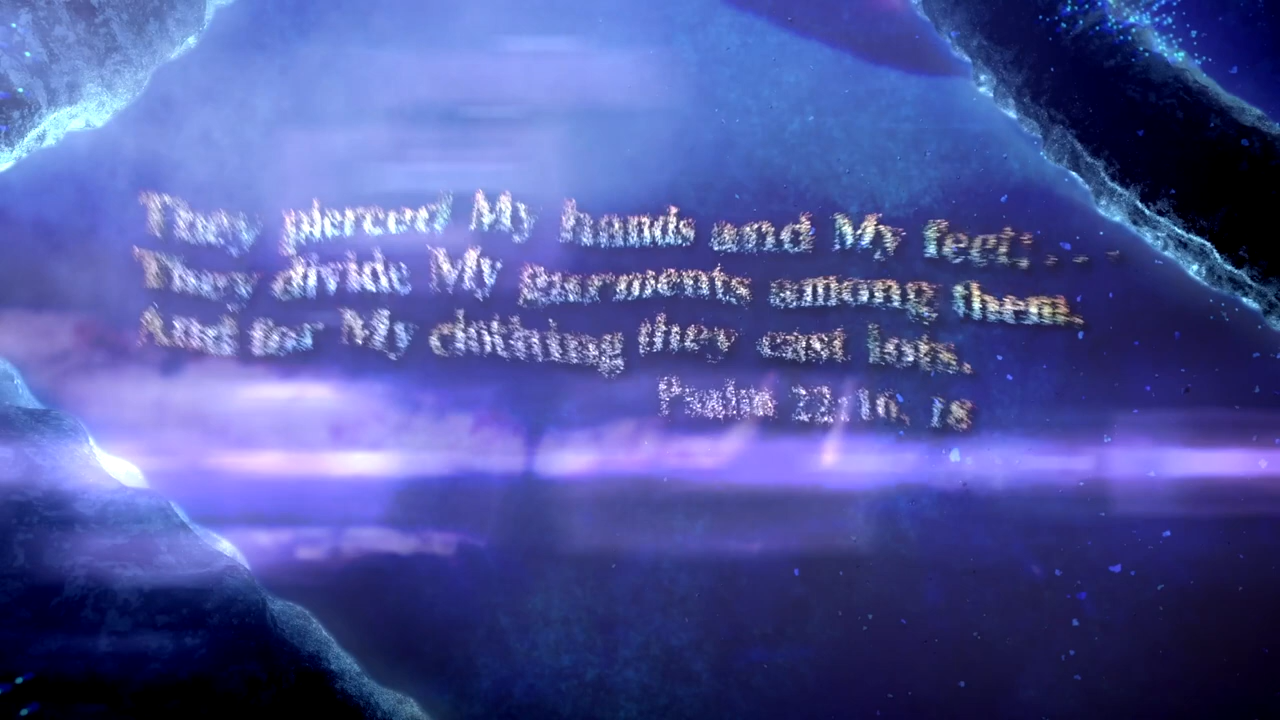 They pierced My hands and My feet; . . .
They divide My garments among them,
And for My clothing they cast lots.
Psalm 22:16, 18